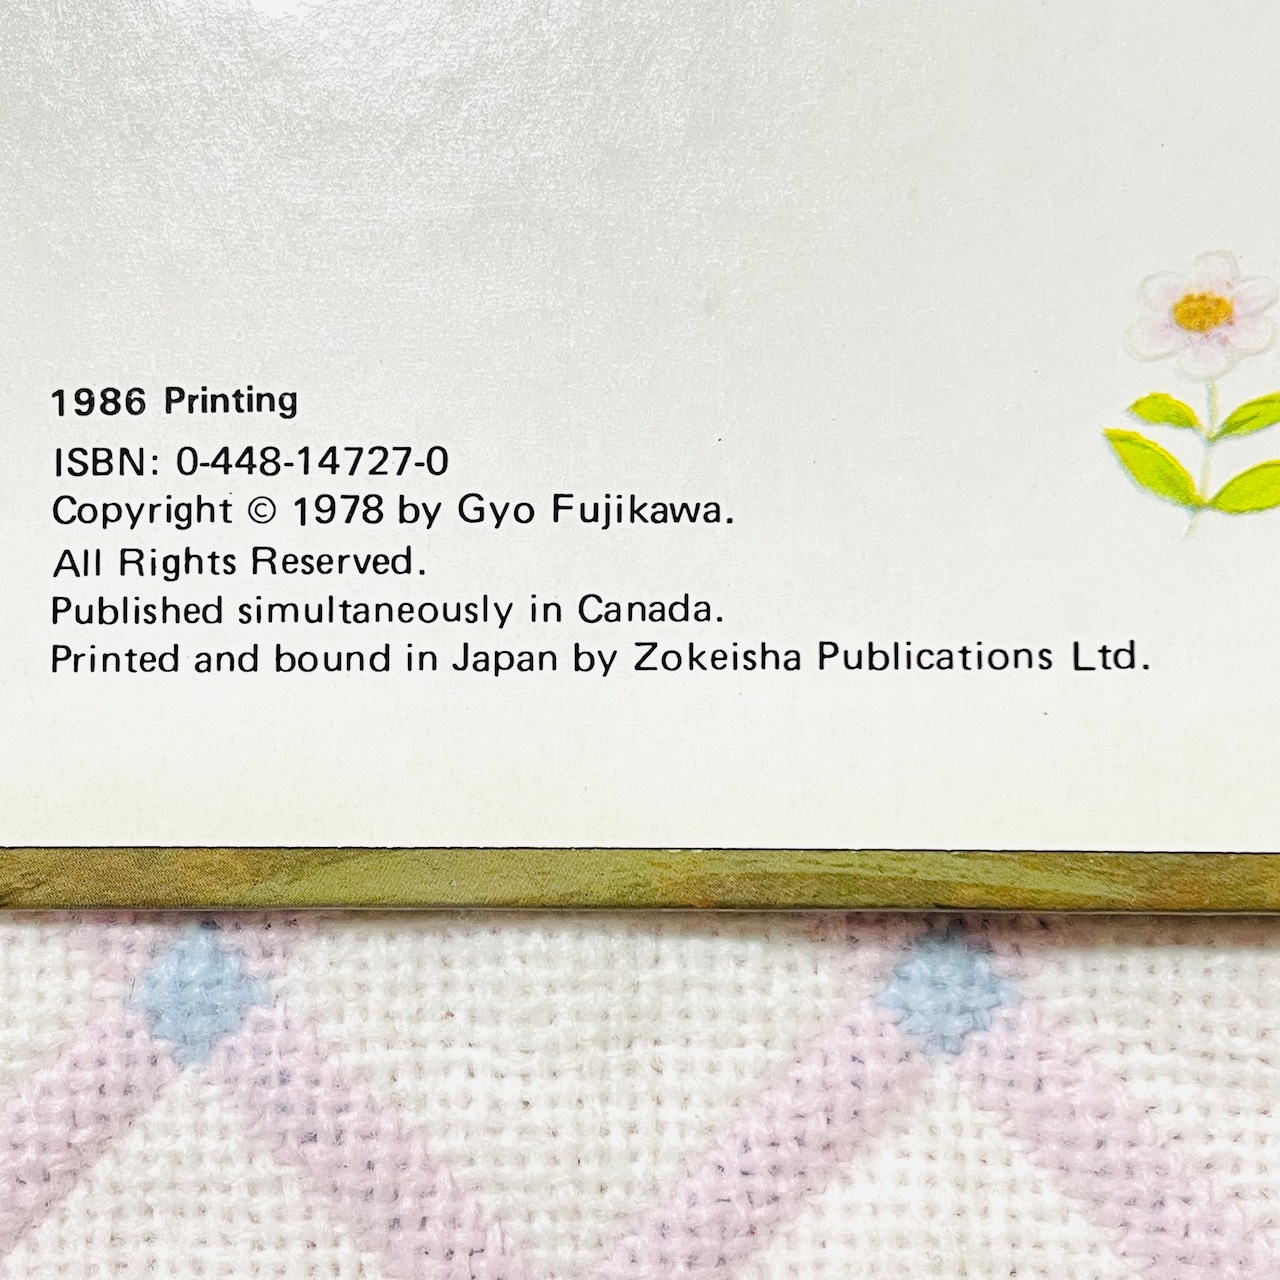 1986 Printing
ISBN: 0-448-14727-0
Copyright © 1978 by Gyo Fujikawa.
All Rights Reserved.
Published simultaneously in Canada.
Printed and bound in Japan by Zokeisha Publications Ltd.